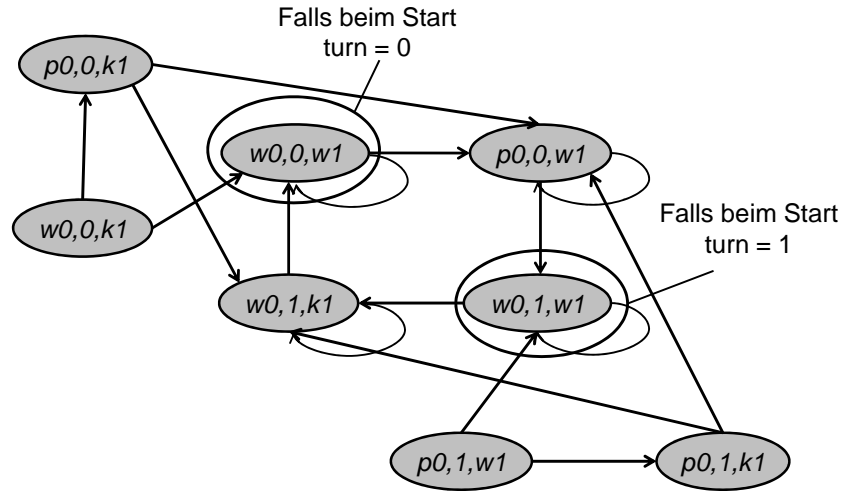 Falls beim Start
turn = 0
p0,0,k1
w0,0,w1
p0,0,w1
w0,0,k1
Falls beim Start
turn = 1
w0,1,k1
w0,1,w1
p0,1,w1
p0,1,k1